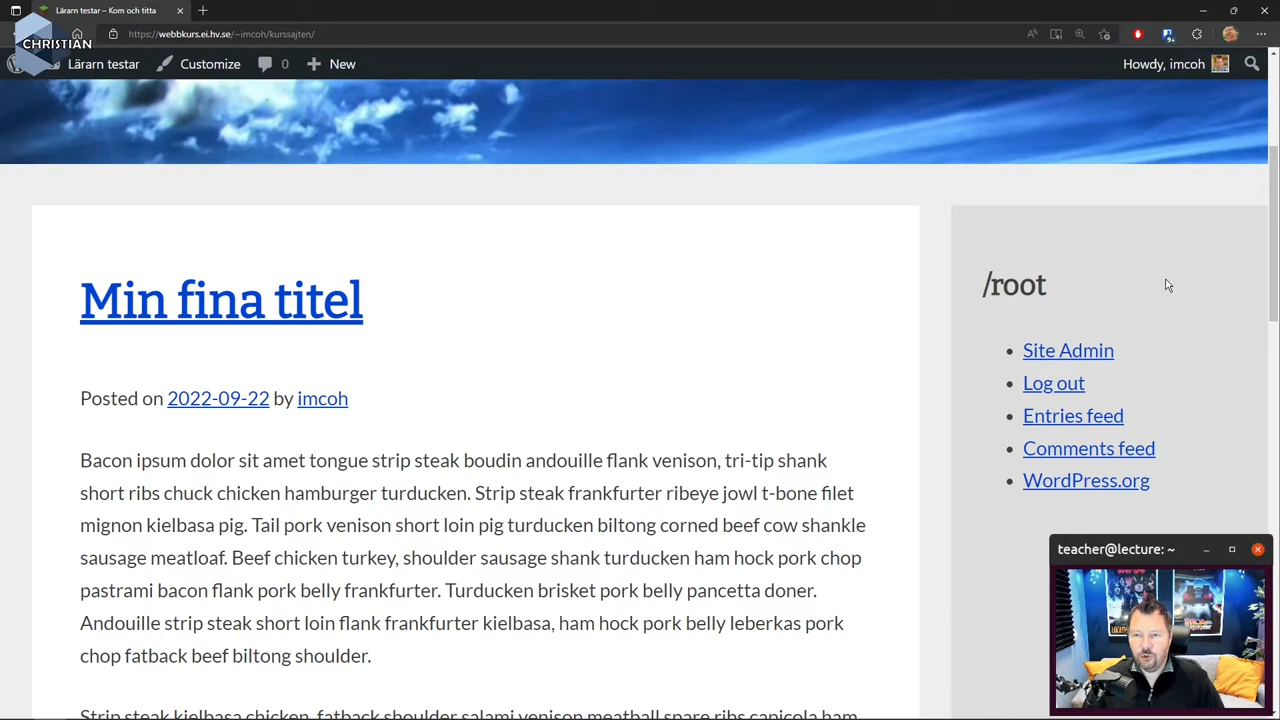 Lärarn testar – Kom och titta
https://webbkurs.ei.hv.se/~imcoh/kurssajten/
CHRISTIAN
Lärarn testar
Customize
0
New
Howdy, imcoh
Min fina titel
Posted on 2022-09-22 by imcoh
Bacon ipsum dolor sit amet tongue strip steak boudin andouille flank venison, tri-tip shank
short ribs chuck chicken hamburger turducken. Strip steak frankfurter ribeye jowl t-bone filet
mignon kielbasa pig. Tail pork venison short loin pig turducken biltong corned beef cow shankle
sausage meatloaf. Beef chicken turkey, shoulder sausage shank turducken ham hock pork chop
pastrami bacon flank pork belly frankfurter. Turducken brisket pork belly pancetta doner.
Andouille strip steak short loin flank frankfurter kielbasa, ham hock pork belly leberkas pork
chop fatback beef biltong shoulder.
Strip steak kielbasa chicken, fatback shoulder salami venison meatball spare ribs capicola ham
/root
Site Admin
Log out
Entries feed
Comments feed
WordPress.org
teacher@lecture: ~